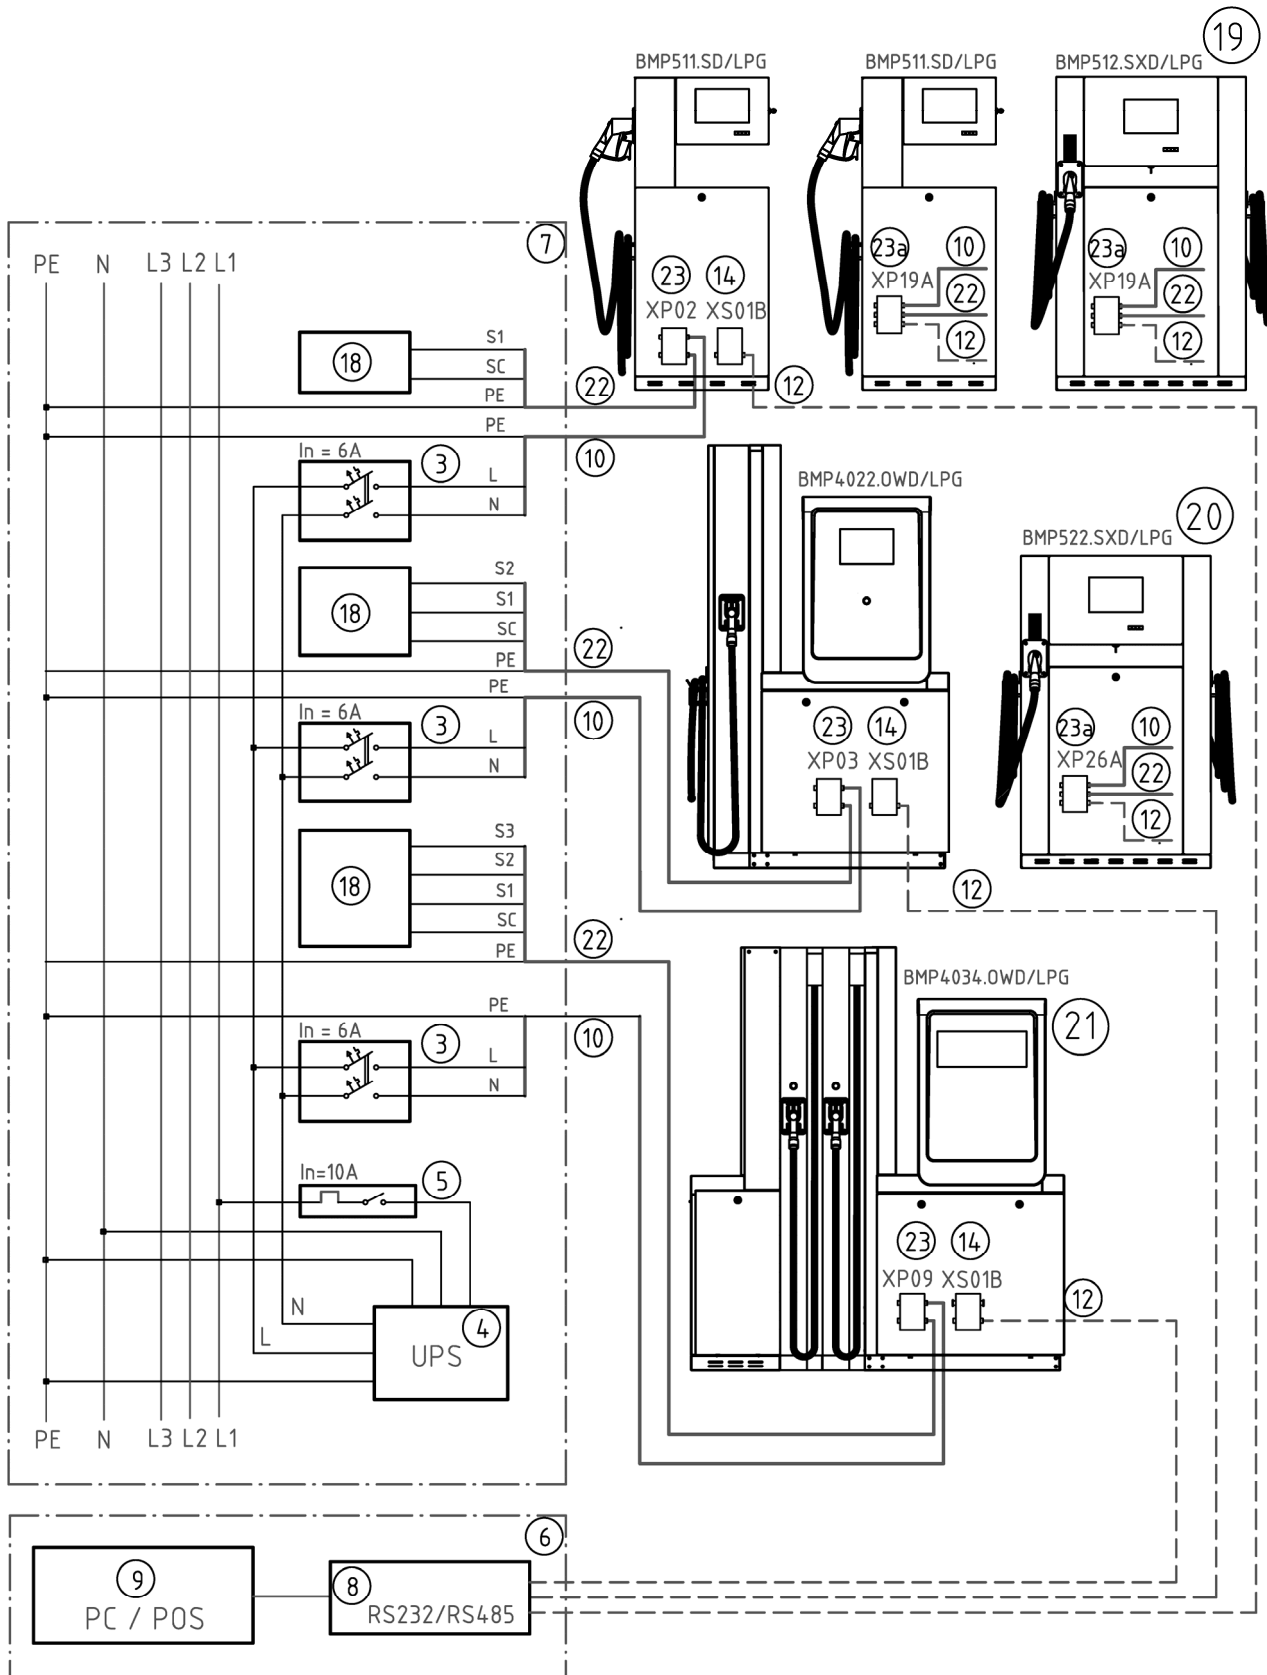 19
BMP511.SD/LPG
BMP511.SD/LPG
BMP512.SXD/LPG
7
PE N L3 L2 L1
23 14
XP02 XS01B
23a 10
XP19A 22
12
23a 10
XP19A 22
12
18
S1
SC
PE
22
12
PE
10
In = 6A
3
L
N
BMP4022.OWD/LPG
20
BMP522.SXD/LPG
18
S2
S1
SC
PE
22
PE
10
In = 6A
3
L
N
23 14
XP03 XS01B
23a 10
XP26A 22
12
18
S3
S2
S1
SC
PE
22
12
BMP4034.OWD/LPG
21
PE
10
In = 6A
3
L
N
In=10A
5
23 14
XP09 XS01B
12
N
L
4
UPS
PE N L3 L2 L1
6
9
PC / POS
8
RS232/RS485